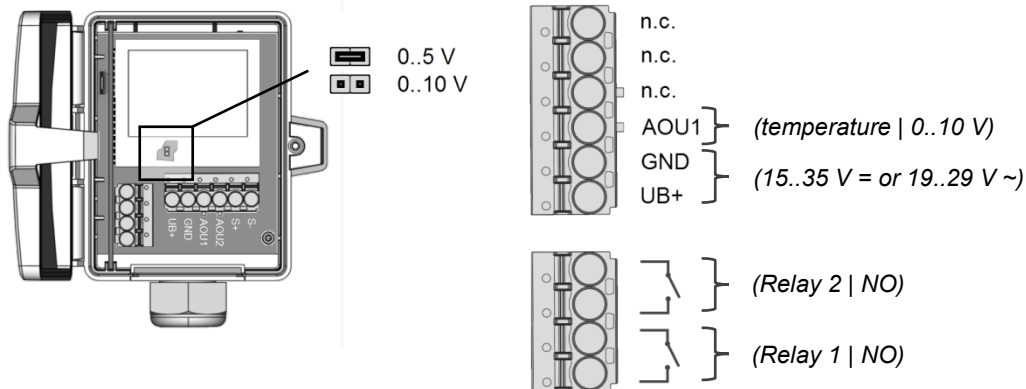 0..5 V
0..10 V
UB+
GND
AOU1
AOU2
S+
S-
n.c.
n.c.
n.c.
AOU1 (temperature | 0..10 V)
GND
UB+
(15..35 V = or 19..29 V ~)
(Relay 2 | NO)
(Relay 1 | NO)